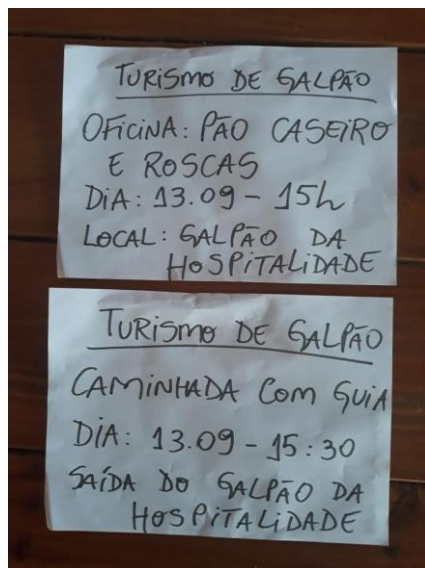 TURISMO DE GALPÃO
OFICINA: PÃO CASEIRO
E ROSCAS
DIA: 13.09 - 15h
LOCAL: GALPÃO DA
HOSPITALIDADE
TURISMO DE GALPÃO
CAMINHADA COM GUIA
DIA: 13.09 - 15:30
SAÍDA DO GALPÃO DA
HOSPITALIDADE